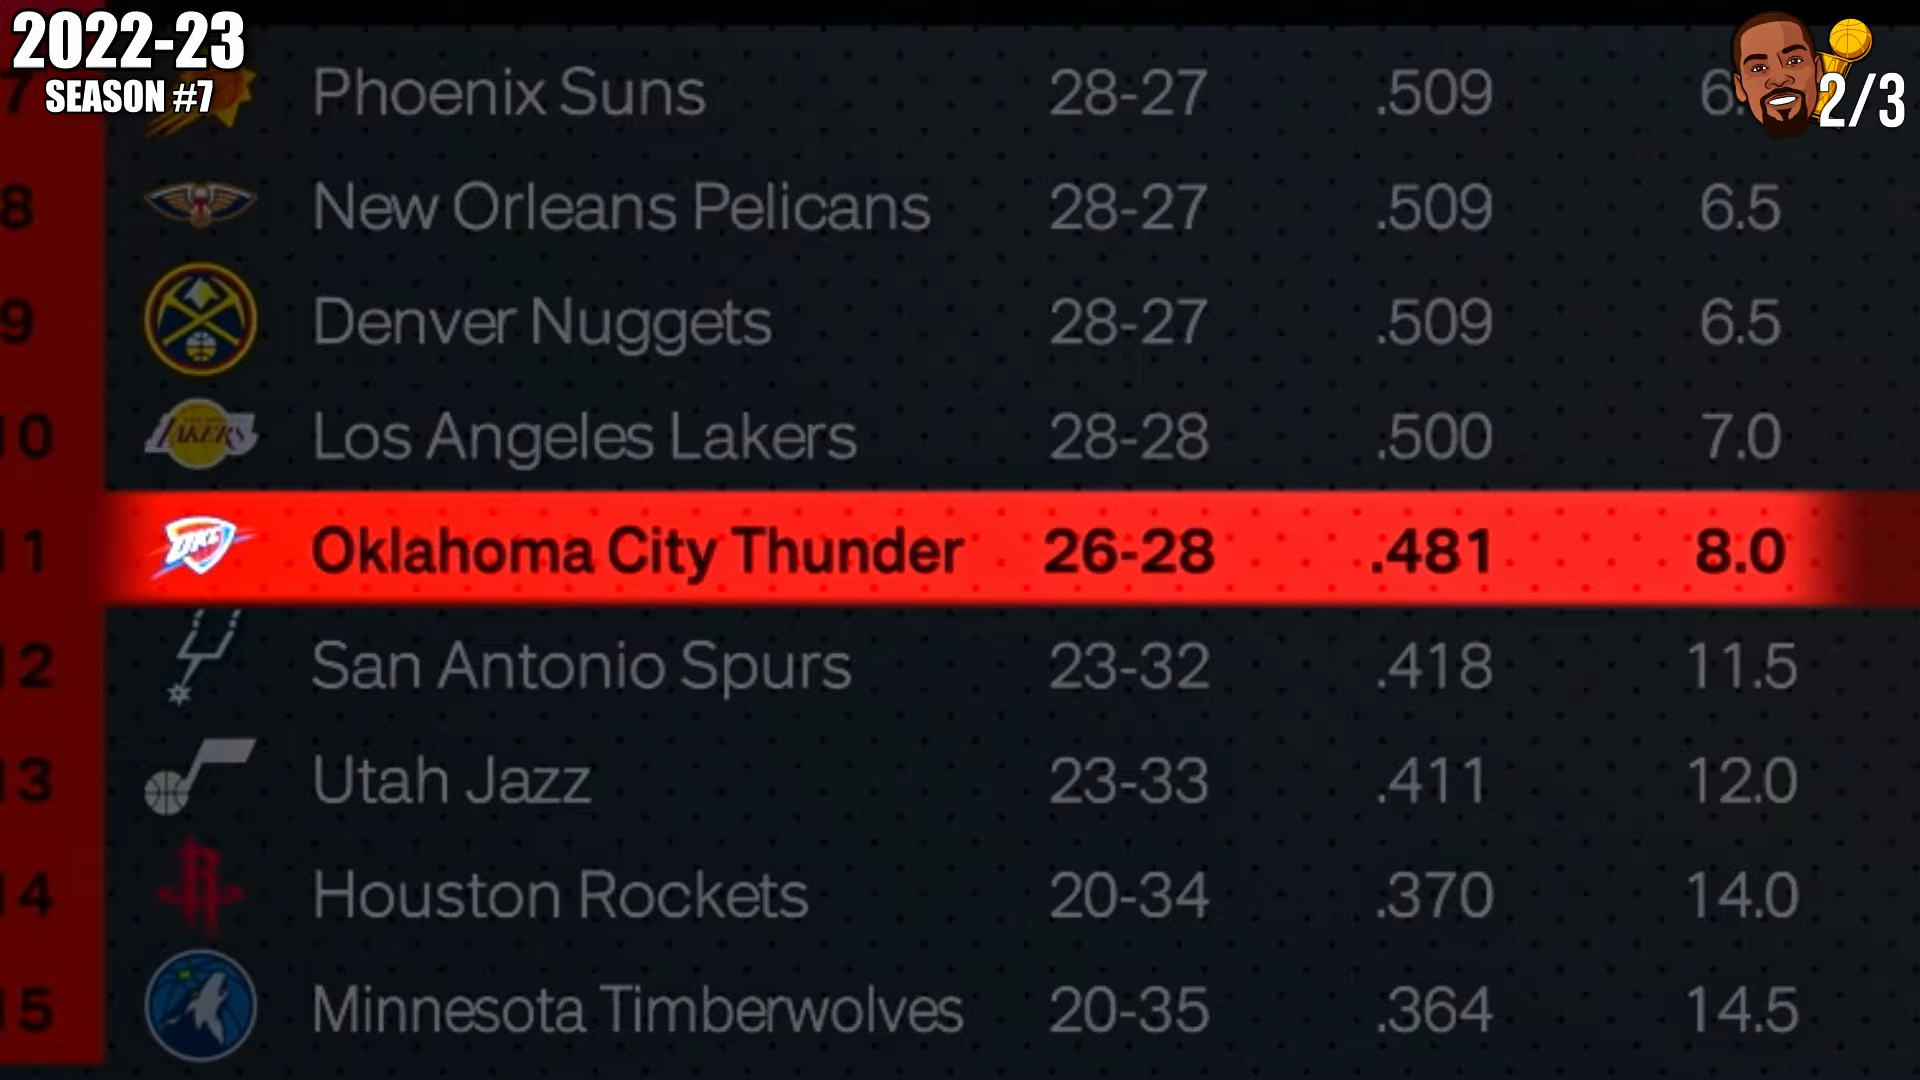 2022-23
SEASON #7
2/3
7 Phoenix Suns 28-27 .509 6.
8 New Orleans Pelicans 28-27 .509 6.5
9 Denver Nuggets 28-27 .509 6.5
10 LAKERS Los Angeles Lakers 28-28 .500 7.0
11 OKC Oklahoma City Thunder 26-28 .481 8.0
12 San Antonio Spurs 23-32 .418 11.5
13 Utah Jazz 23-33 .411 12.0
14 Houston Rockets 20-34 .370 14.0
15 Minnesota Timberwolves 20-35 .364 14.5